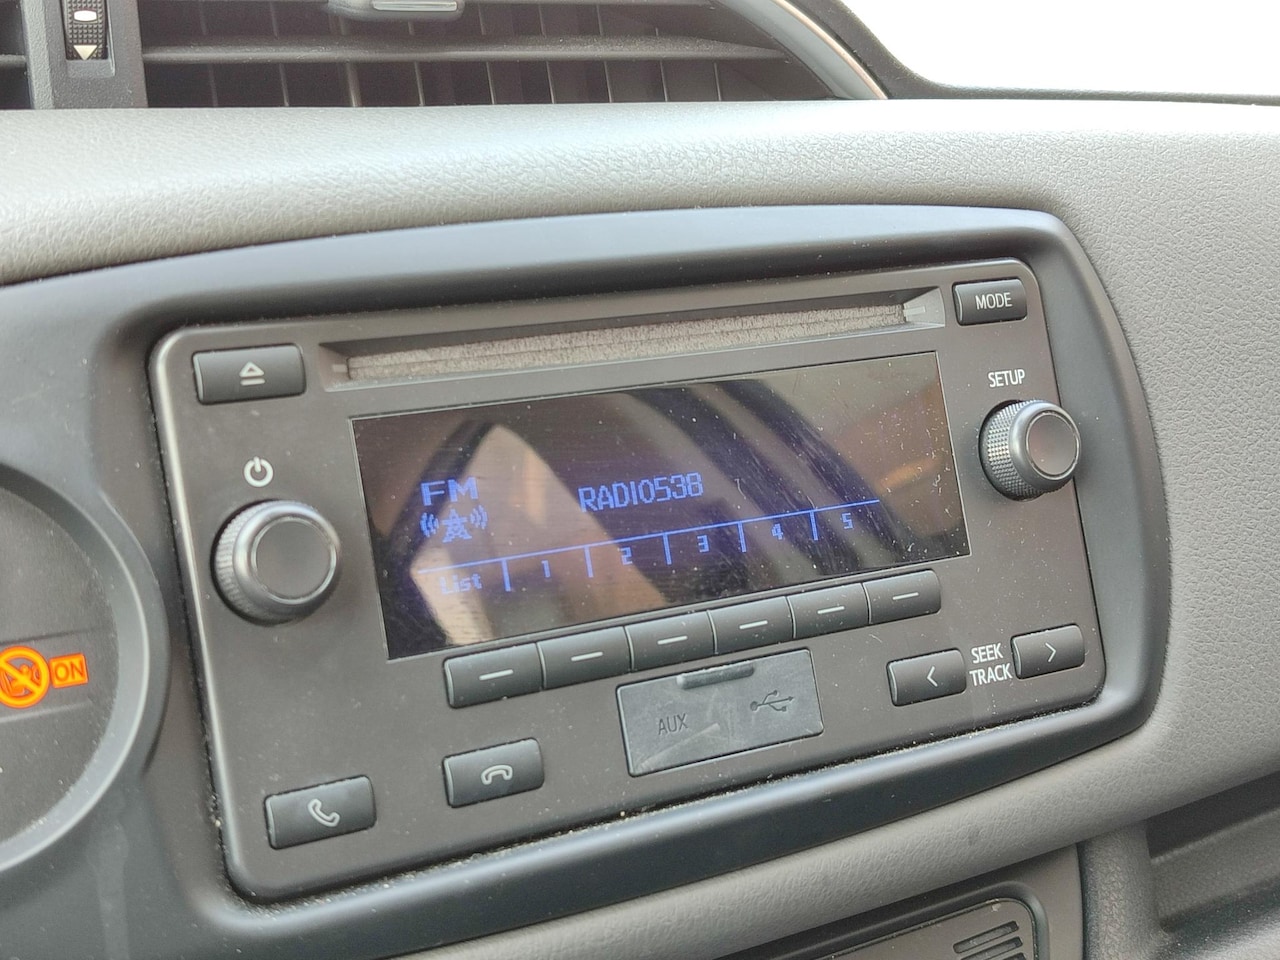 MODE
SETUP
FM
RADIO538
List 1 2 3 4 5
ON
SEEK
TRACK
AUX